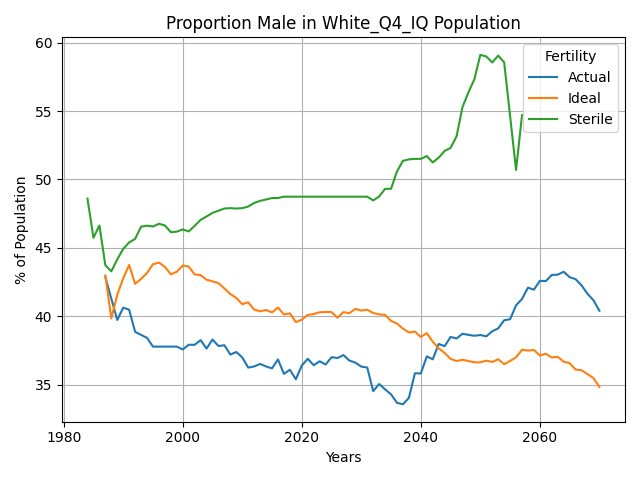 Proportion Male in White_Q4_IQ Population
% of Population
60
55
50
45
40
35
Fertility
Actual
Ideal
Sterile
1980
2000
2020
2040
2060
Years